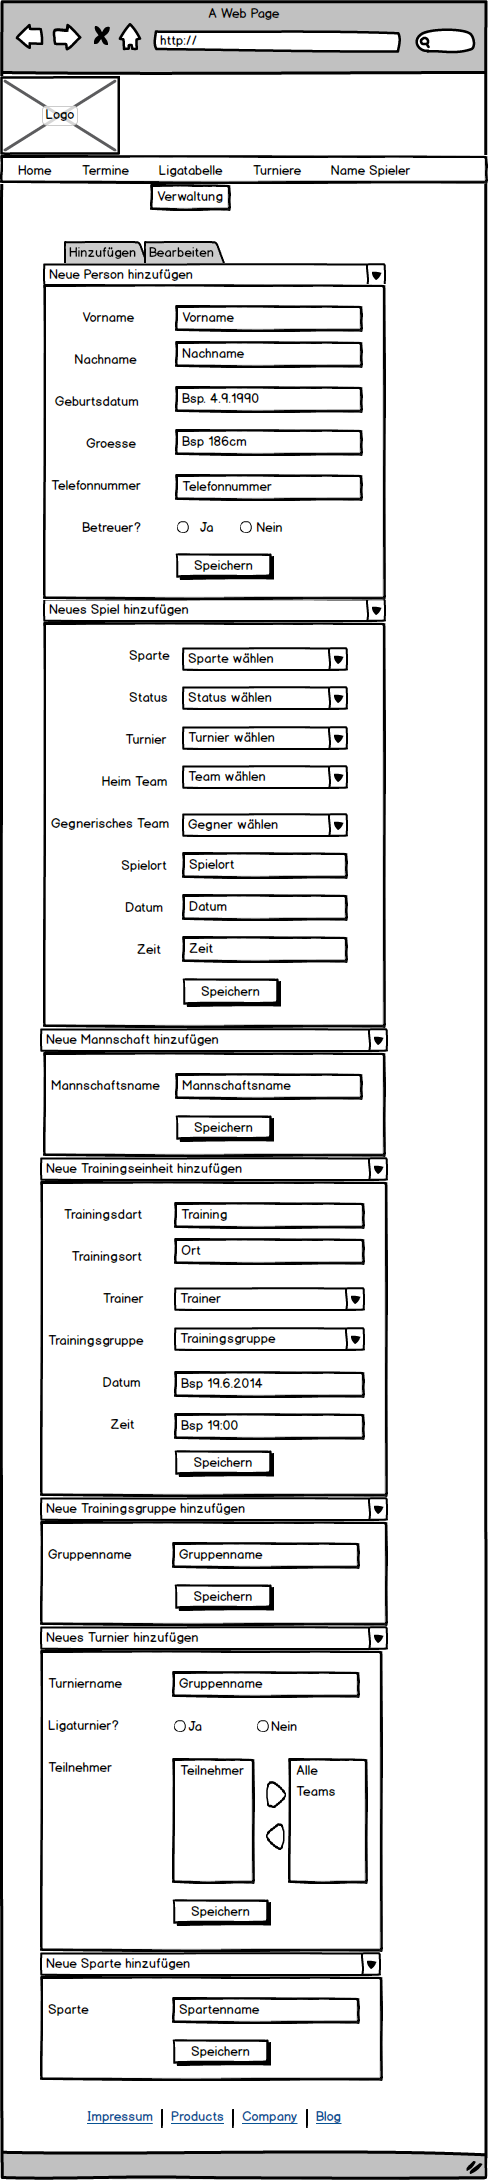 A Web Page
http://
Logo
Home Termine Ligatabelle Turniere Name Spieler
Verwaltung
Hinzufügen Bearbeiten
Neue Person hinzufügen
Vorname Vorname
Nachname Nachname
Geburtsdatum Bsp. 4.9.1990
Groesse Bsp 186cm
Telefonnummer Telefonnummer
Betreuer? Ja Nein
Speichern
Neues Spiel hinzufügen
Sparte Sparte wählen
Status Status wählen
Turnier Turnier wählen
Heim Team Team wählen
Gegnerisches Team Gegner wählen
Spielort Spielort
Datum Datum
Zeit Zeit
Speichern
Neue Mannschaft hinzufügen
Mannschaftsname Mannschaftsname
Speichern
Neue Trainingseinheit hinzufügen
Trainingsdart Training
Trainingsort Ort
Trainer Trainer
Trainingsgruppe Trainingsgruppe
Datum Bsp 19.6.2014
Zeit Bsp 19:00
Speichern
Neue Trainingsgruppe hinzufügen
Gruppenname Gruppenname
Speichern
Neues Turnier hinzufügen
Turniername Gruppenname
Ligaturnier? Ja Nein
Teilnehmer Teilnehmer Alle
Teams
Speichern
Neue Sparte hinzufügen
Sparte Spartenname
Speichern
Impressum | Products | Company | Blog